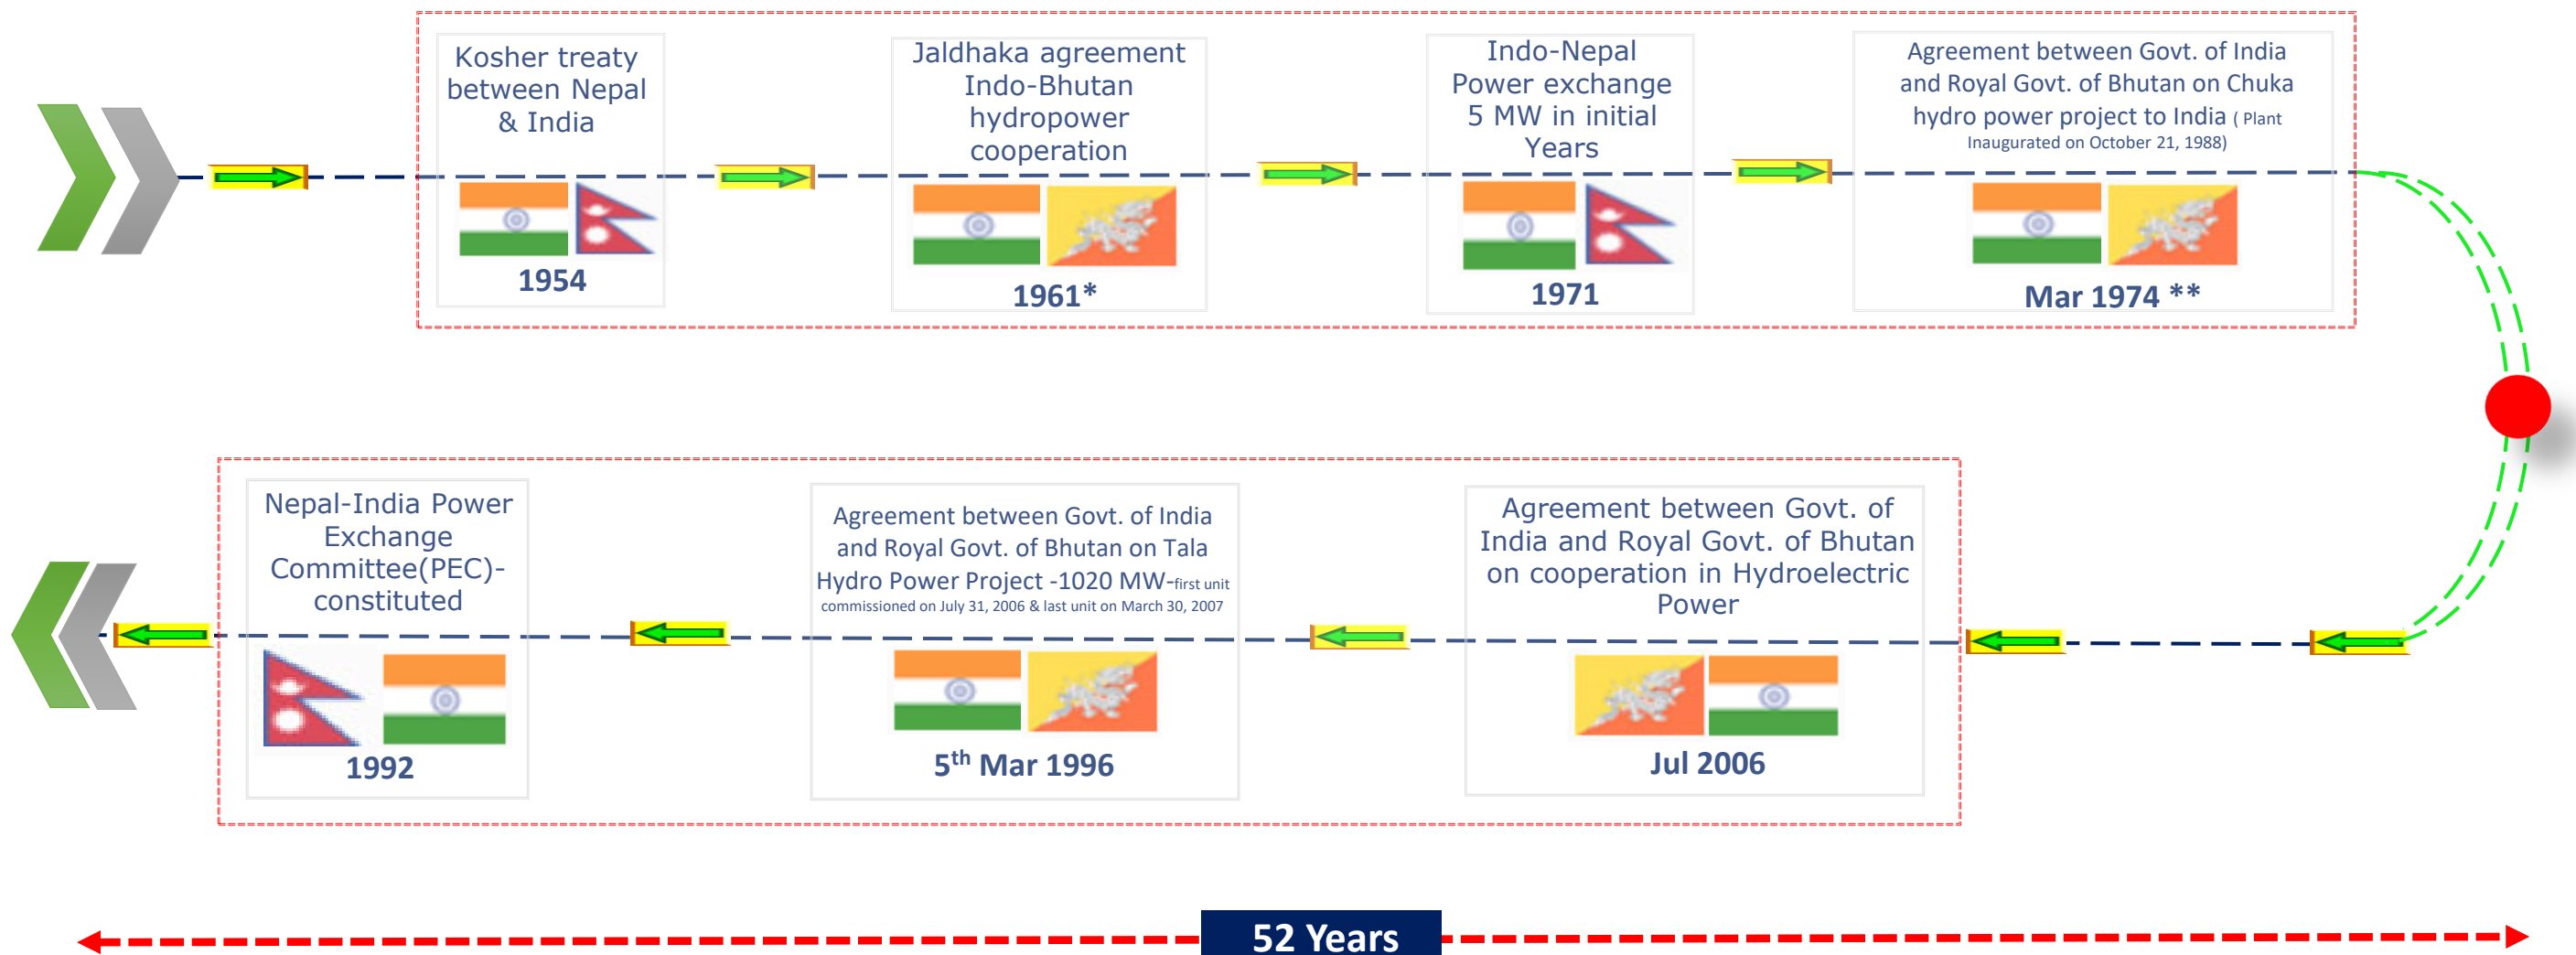 Kosher treaty
between Nepal
& India
1954
Jaldhaka agreement
Indo-Bhutan
hydropower
cooperation
1961*
Indo-Nepal
Power exchange
5 MW in initial
Years
1971
Agreement between Govt. of India
and Royal Govt. of Bhutan on Chuka
hydro power project to India ( Plant
Inaugurated on October 21, 1988)
Mar 1974 **
Nepal-India Power
Exchange
Committee(PEC)-
constituted
1992
Agreement between Govt. of India
and Royal Govt. of Bhutan on Tala
Hydro Power Project -1020 MW-first unit
commissioned on July 31, 2006 & last unit on March 30, 2007
5th Mar 1996
Agreement between Govt. of
India and Royal Govt. of Bhutan
on cooperation in Hydroelectric
Power
Jul 2006
52 Years